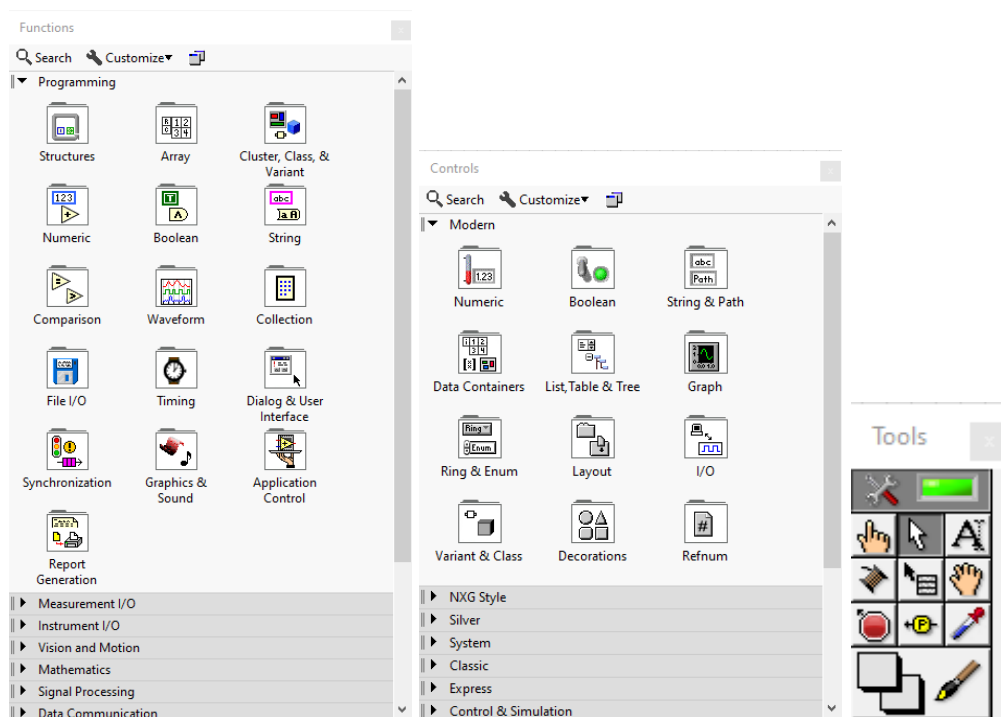 Functions
Search Customize
Programming
Structures Array Cluster, Class, &
Variant
Numeric Boolean String
Comparison Waveform Collection
File I/O Timing Dialog & User
Interface
Synchronization Graphics & Application
Sound Control
Report
Generation
Measurement I/O
Instrument I/O
Vision and Motion
Mathematics
Signal Processing
Data Communication
Controls
Search Customize
Modern
Numeric Boolean String & Path
Data Containers List, Table & Tree Graph
Ring & Enum Layout I/O
Variant & Class Decorations Refnum
NXG Style
Silver
System
Classic
Express
Control & Simulation
Tools